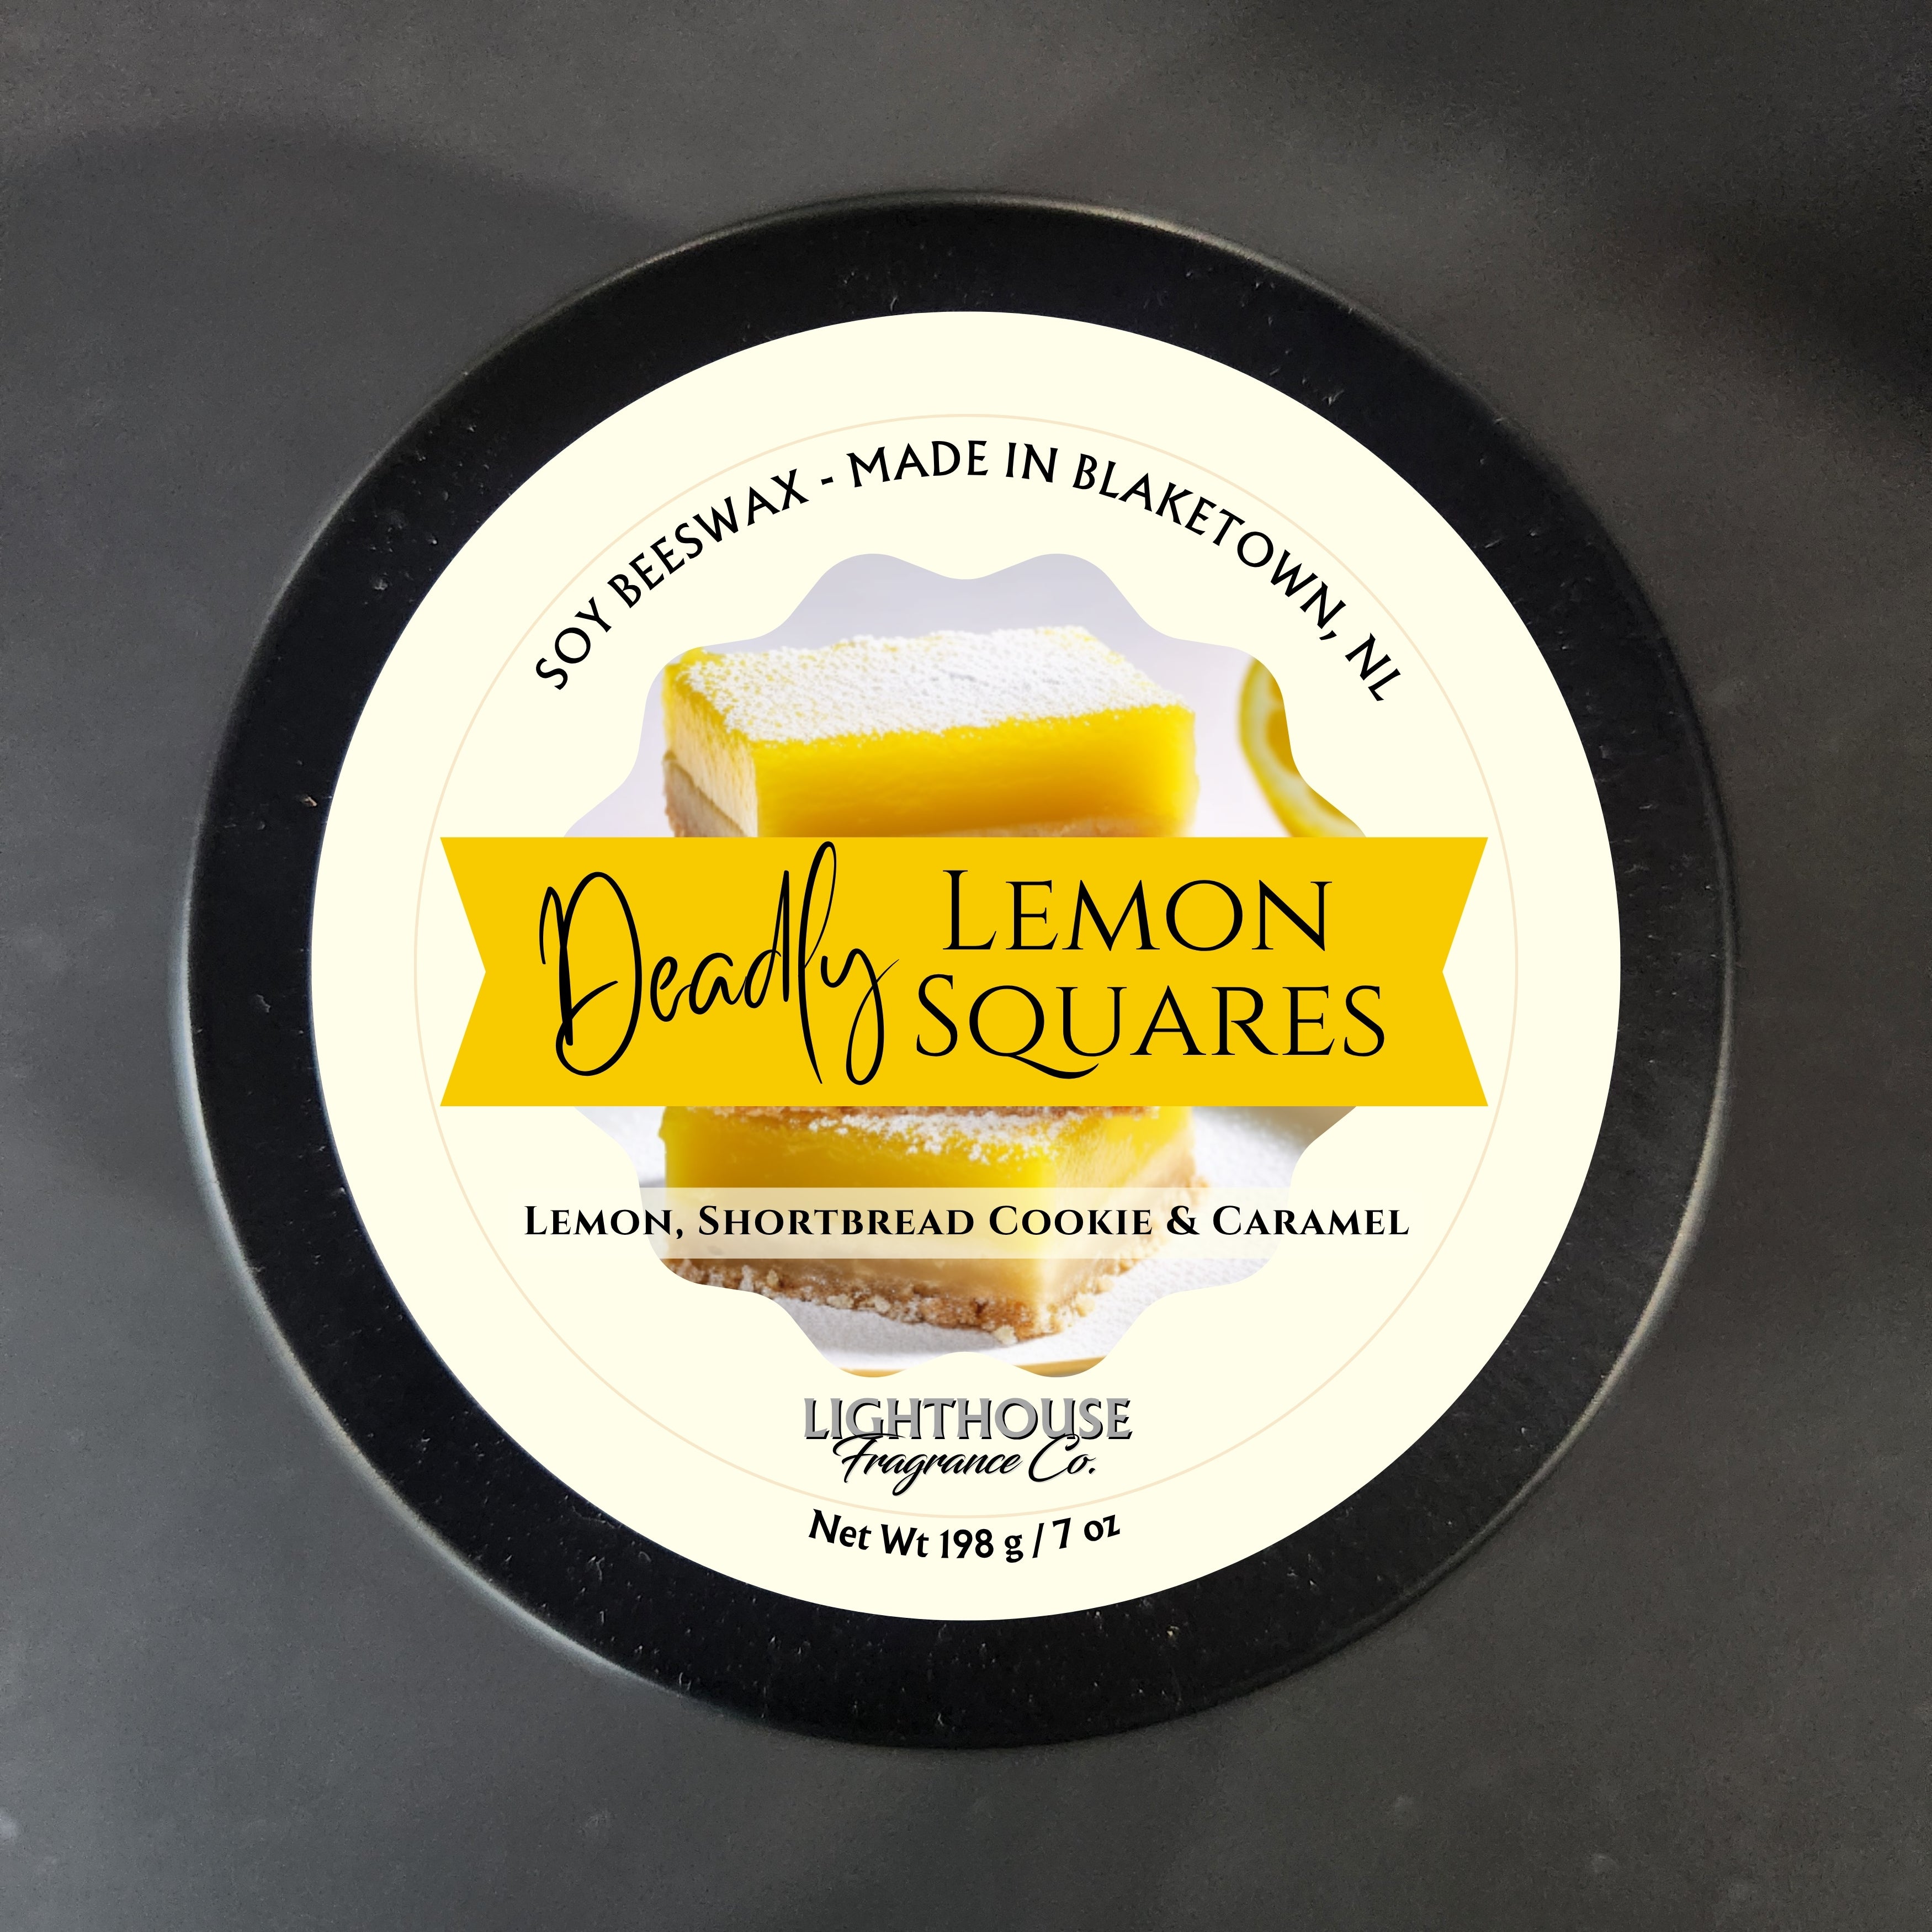 SOY BEESWAX - MADE IN BLAKETOWN, NL
Deadly
LEMON
SQUARES
LEMON, SHORTBREAD COOKIE & CARAMEL
LIGHTHOUSE
Fragrance Co.
Net Wt 198 g / 7 oz